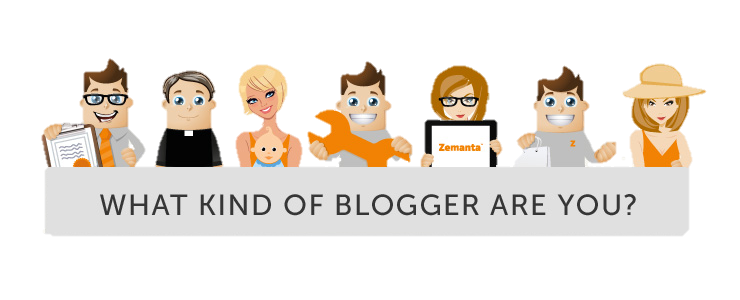 Zemanta
Z
WHAT KIND OF BLOGGER ARE YOU?